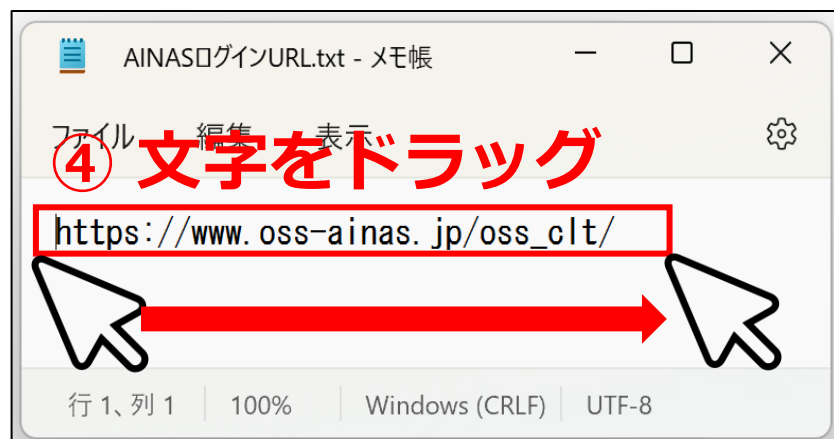 AINASログインURL.txt - メモ帳
ファイル 編集 表示
④ 文字をドラッグ
https://www.oss-ainas.jp/oss_clt/
行 1、列 1 100% Windows (CRLF) UTF-8